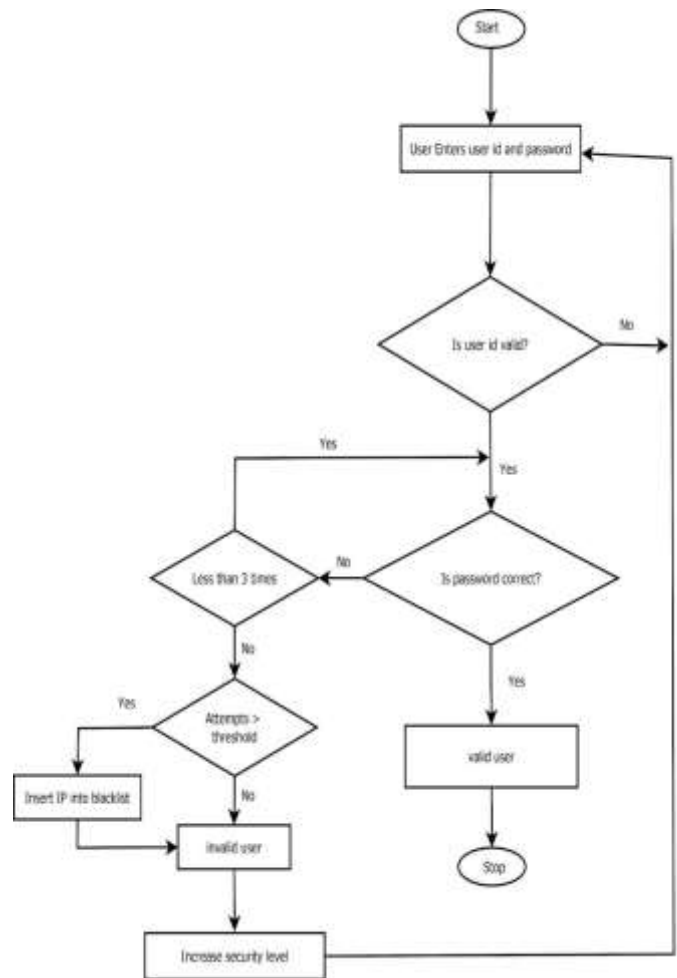 Start
User Enters user id and password
Is user id valid?
No
Yes
Yes
Less than 3 times
No
Is password correct?
No
Yes
Yes
Attempts >
threshold
valid user
Insert IP into blacklist
No
invalid user
Stop
Increase security level